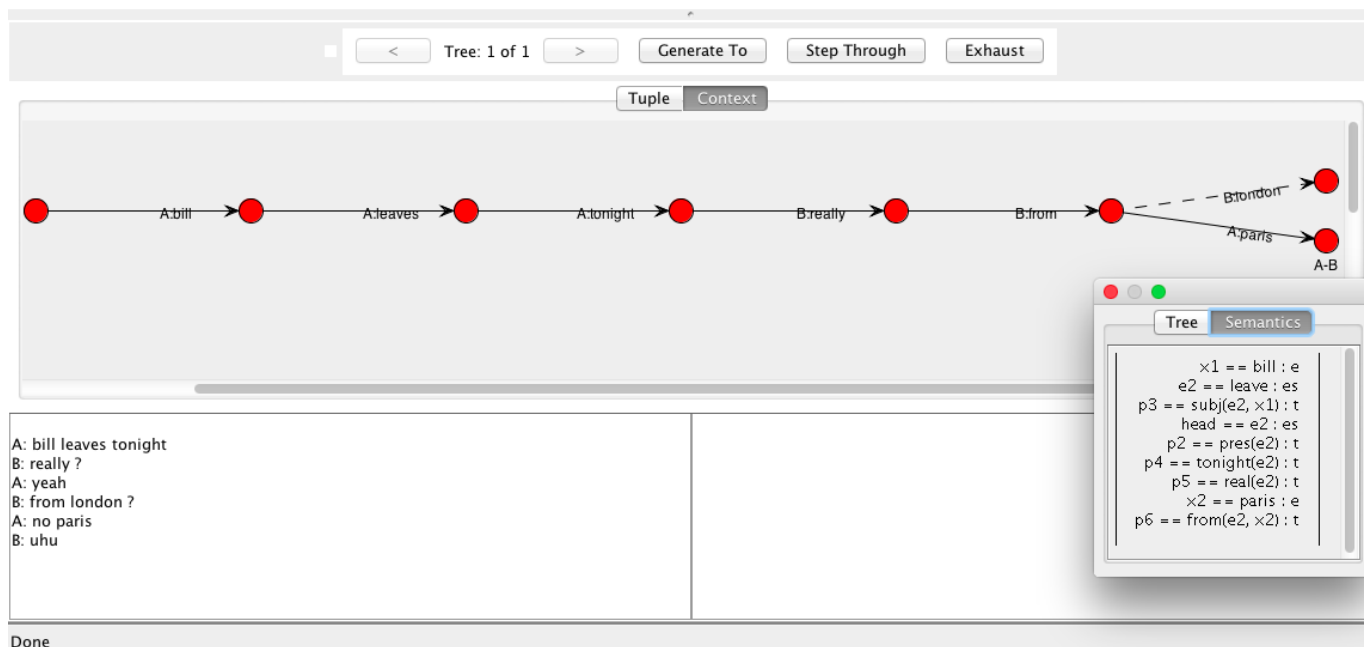 < Tree: 1 of 1 > Generate To Step Through Exhaust
Tuple Context
A:bill A:leaves A:tonight B:really B:from B:london
A:paris
A-B
Tree Semantics
x1 == bill : e
e2 == leave : es
p3 == subj(e2, x1) : t
head == e2 : es
p2 == pres(e2) : t
p4 == tonight(e2) : t
p5 == real(e2) : t
x2 == paris : e
p6 == from(e2, x2) : t
A: bill leaves tonight
B: really ?
A: yeah
B: from london ?
A: no paris
B: uhu
Done